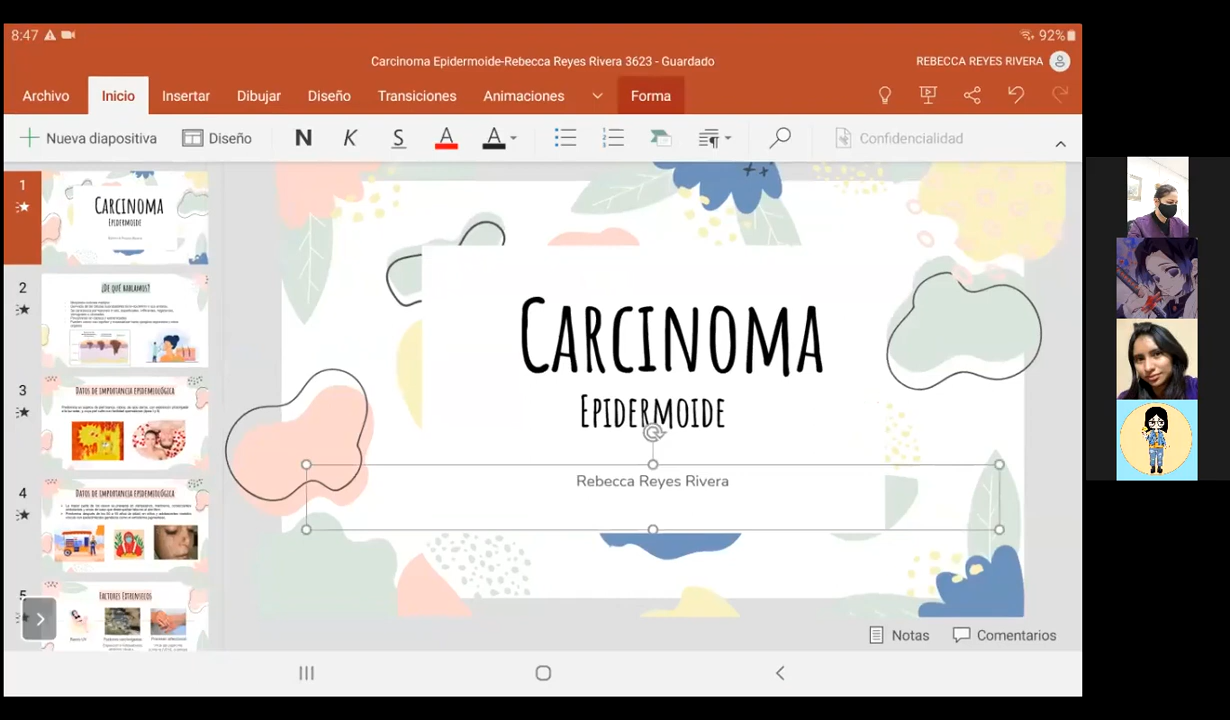 8:47
92%
Carcinoma Epidermoide-Rebecca Reyes Rivera 3623 - Guardado
REBECCA REYES RIVERA
Archivo
Inicio
Insertar
Dibujar
Diseño
Transiciones
Animaciones
Forma
Nueva diapositiva
Diseño
N
K
S
A
A
Confidencialidad
1
CARCINOMA
EPIDERMOIDE
2
¿DE QUÉ HABLAMOS?
3
DATOS DE IMPORTANCIA EPIDEMIOLÓGICA
4
DATOS DE IMPORTANCIA EPIDEMIOLÓGICA
5
FACTORES EXTRINSECOS
CARCINOMA
EPIDERMOIDE
Rebecca Reyes Rivera
Notas
Comentarios